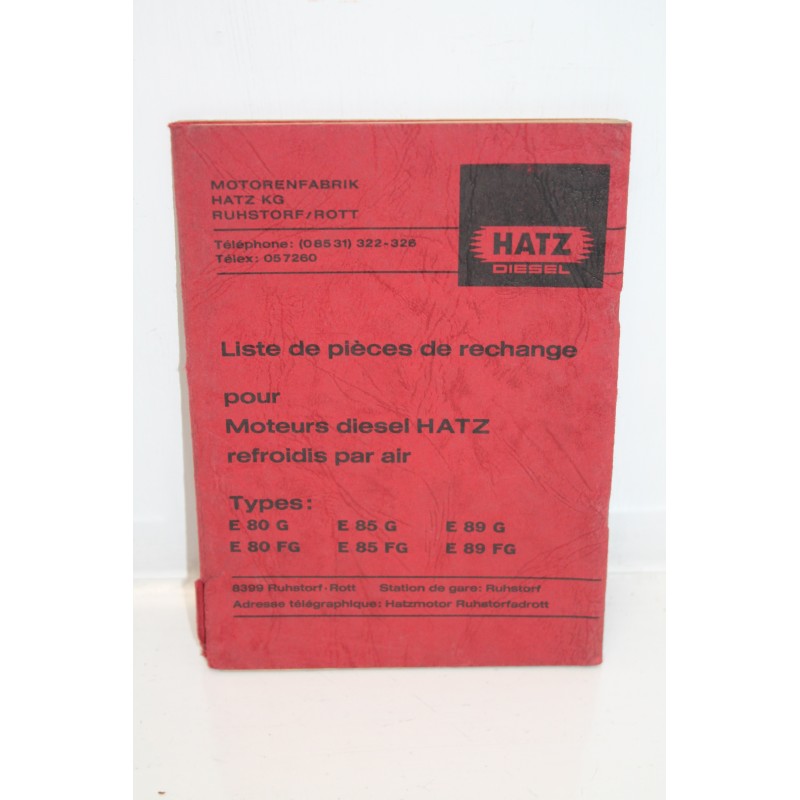 MOTORENFABRIK
HATZ KG
RUHSTORF/ROTT
Téléphone: (08531) 322-326
Télex: 057260
HATZ
DIESEL
Liste de pièces de rechange
pour
Moteurs diesel HATZ
refroidis par air
Types:
E 80 G E 85 G E 89 G
E 80 FG E 85 FG E 89 FG
8399 Ruhstorf-Rott Station de gare: Ruhstorf
Adresse télégraphique: Hatzmotor Ruhstorfadrott